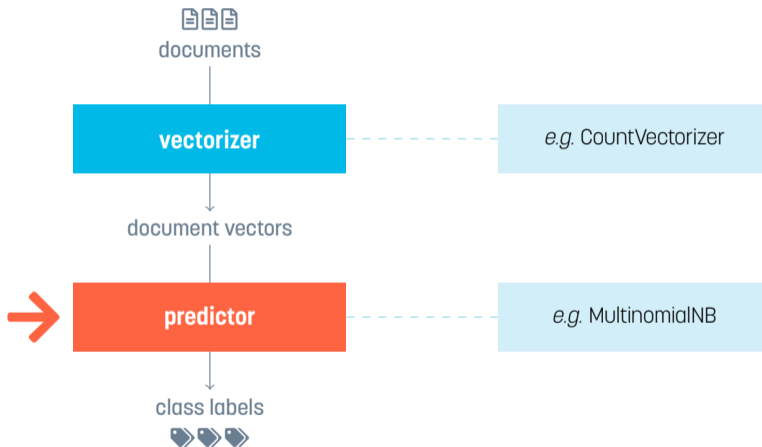 documents
vectorizer
e.g. CountVectorizer
document vectors
predictor
e.g. MultinomialNB
class labels